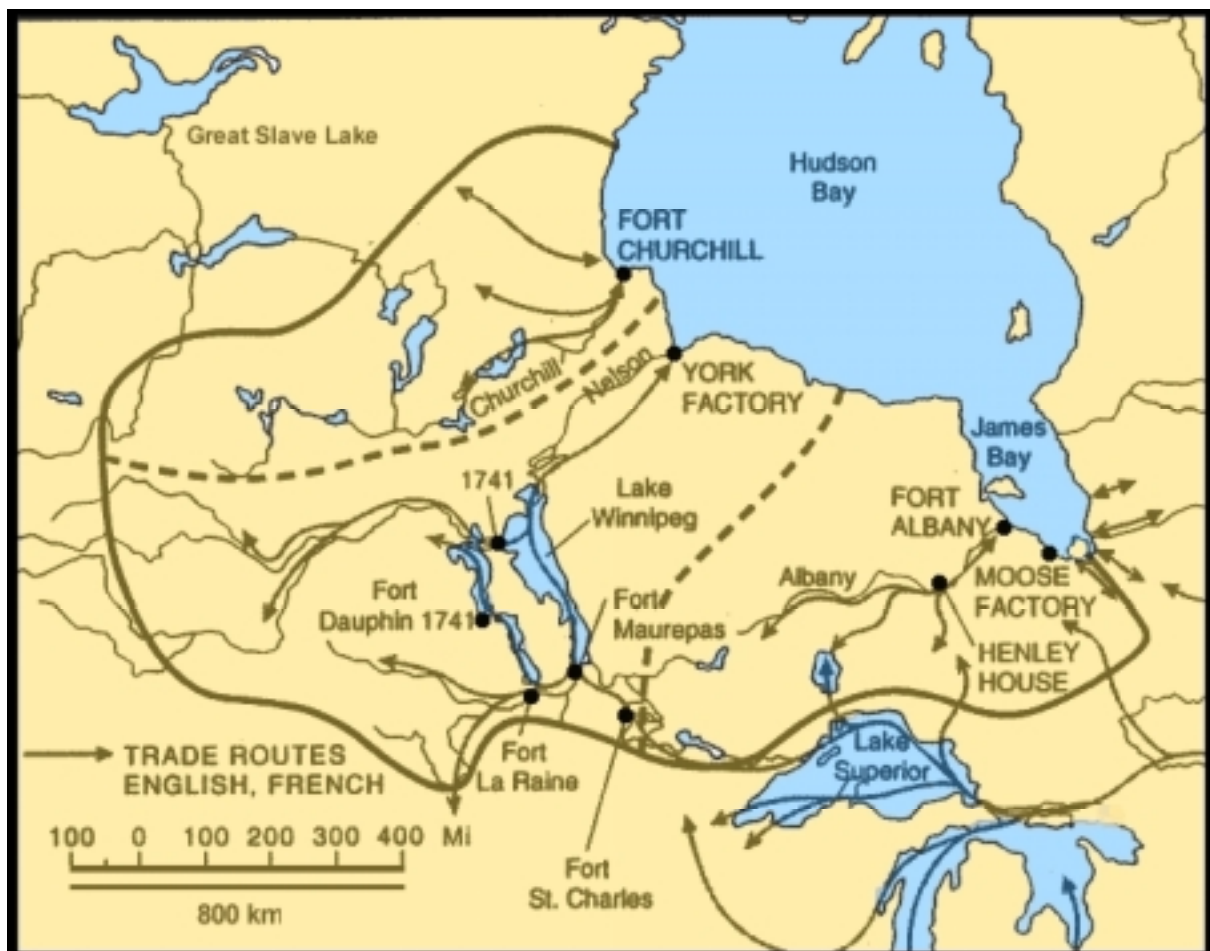 Great Slave Lake
Hudson
Bay
FORT
CHURCHILL
Churchill
Nelson
YORK
FACTORY
James
Bay
1741
Lake
Winnipeg
FORT
ALBANY
Albany
MOOSE
FACTORY
Fort
Dauphin 1741
Fort
Maurepas
HENLEY
HOUSE
TRADE ROUTES
ENGLISH, FRENCH
Fort
La Raine
Lake
Superior
100 0 100 200 300 400 Mi
800 km
Fort
St. Charles